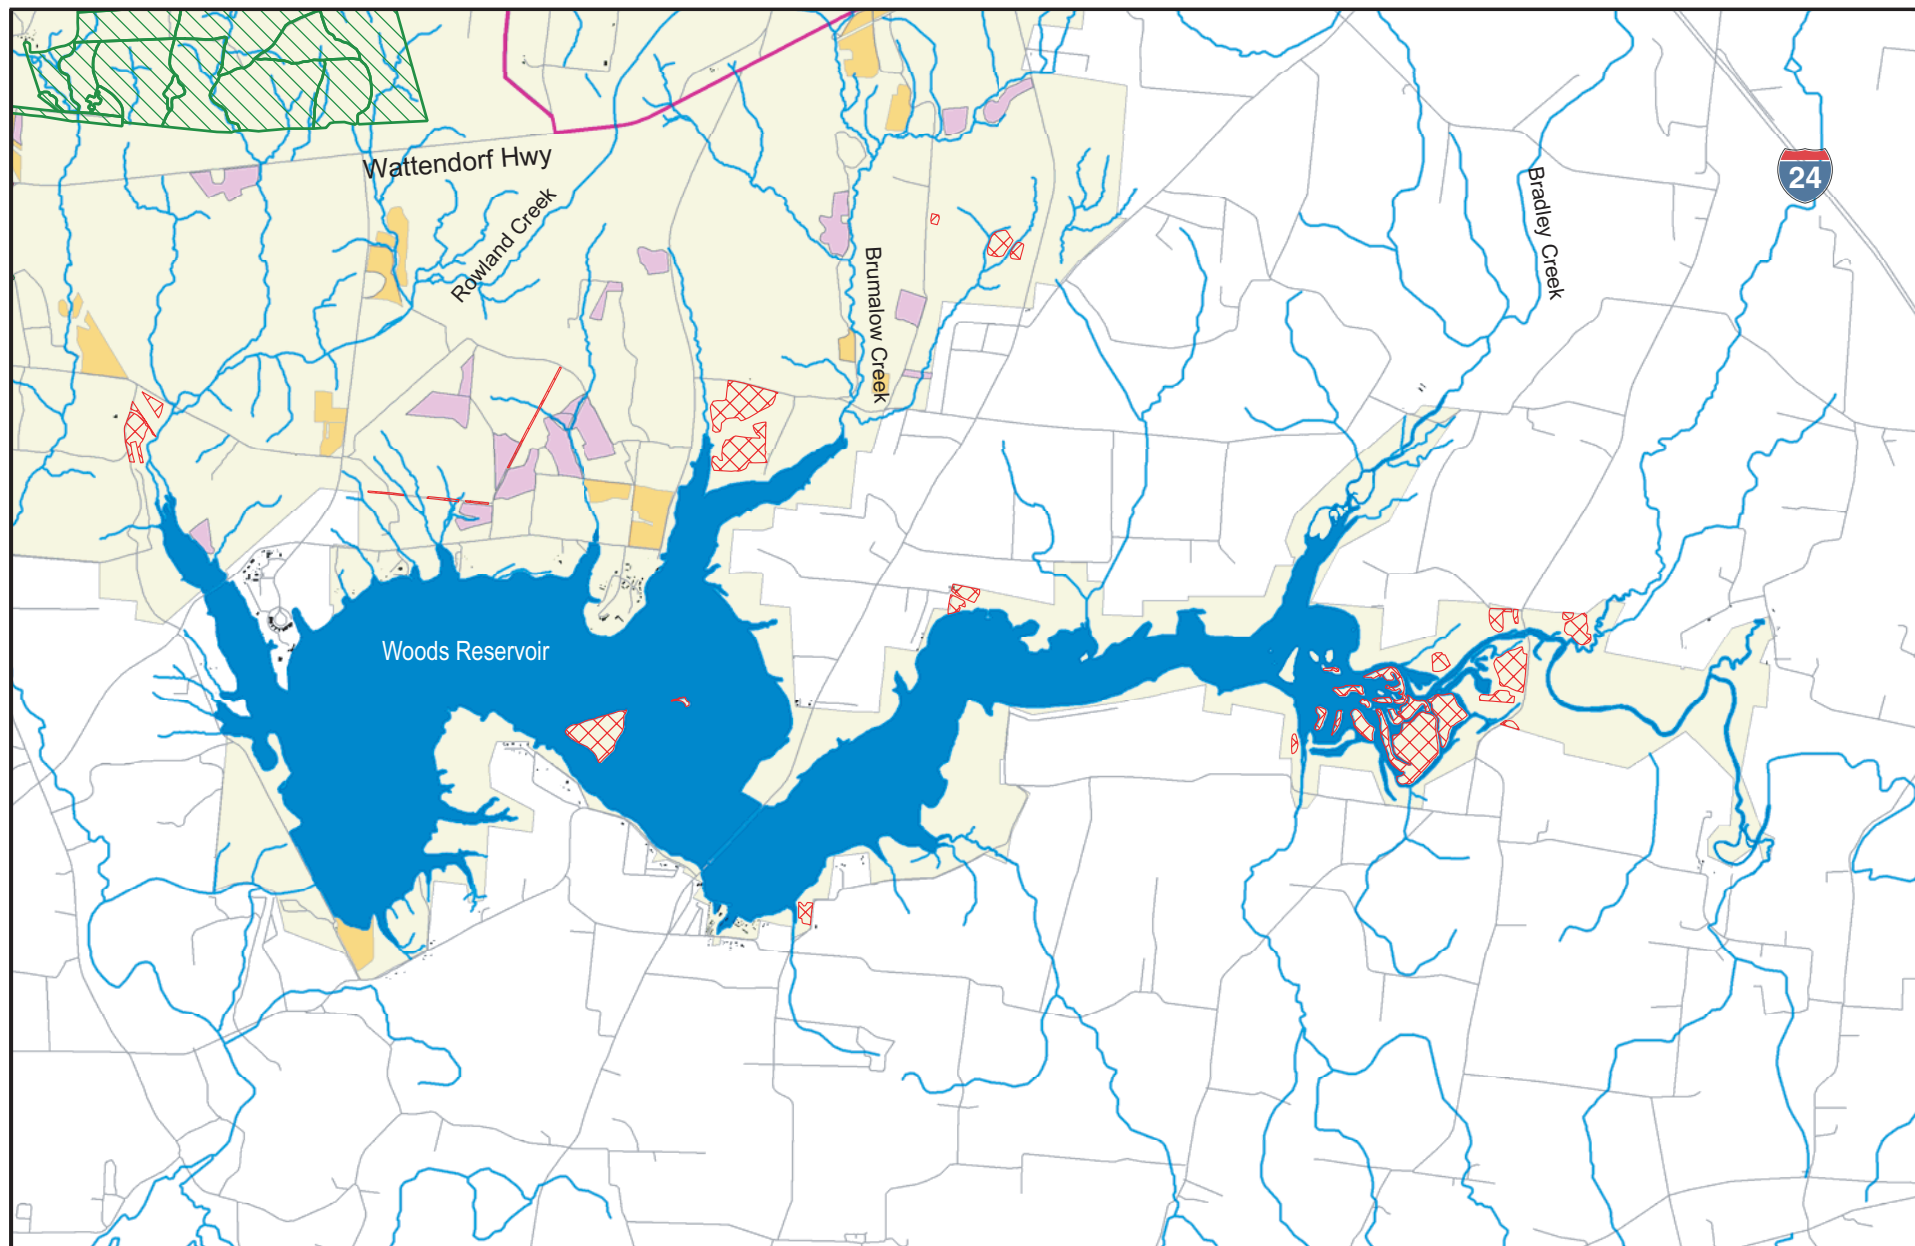 Wattendorf Hwy
24
Bradley Creek
Rowland Creek
Brumalow Creek
Woods Reservoir